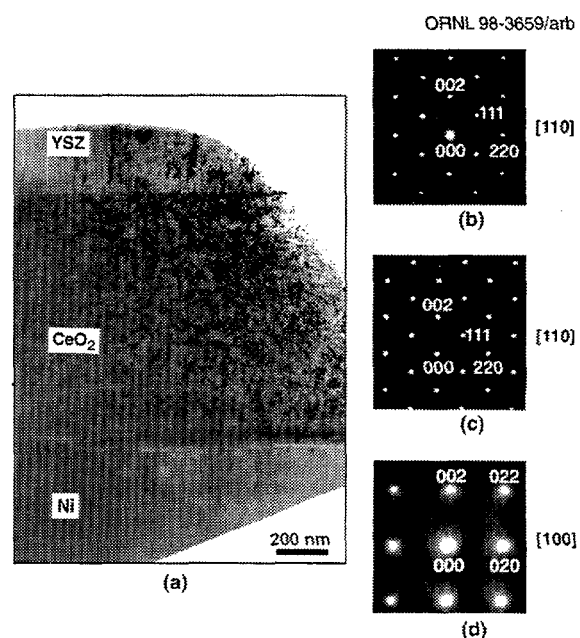 ORNL 98-3659/arb
YSZ
CeO₂
Ni
200 nm
(a)
002
111
000 220
[110]
(b)
002
111
000 220
[110]
(c)
002 022
000 020
[100]
(d)